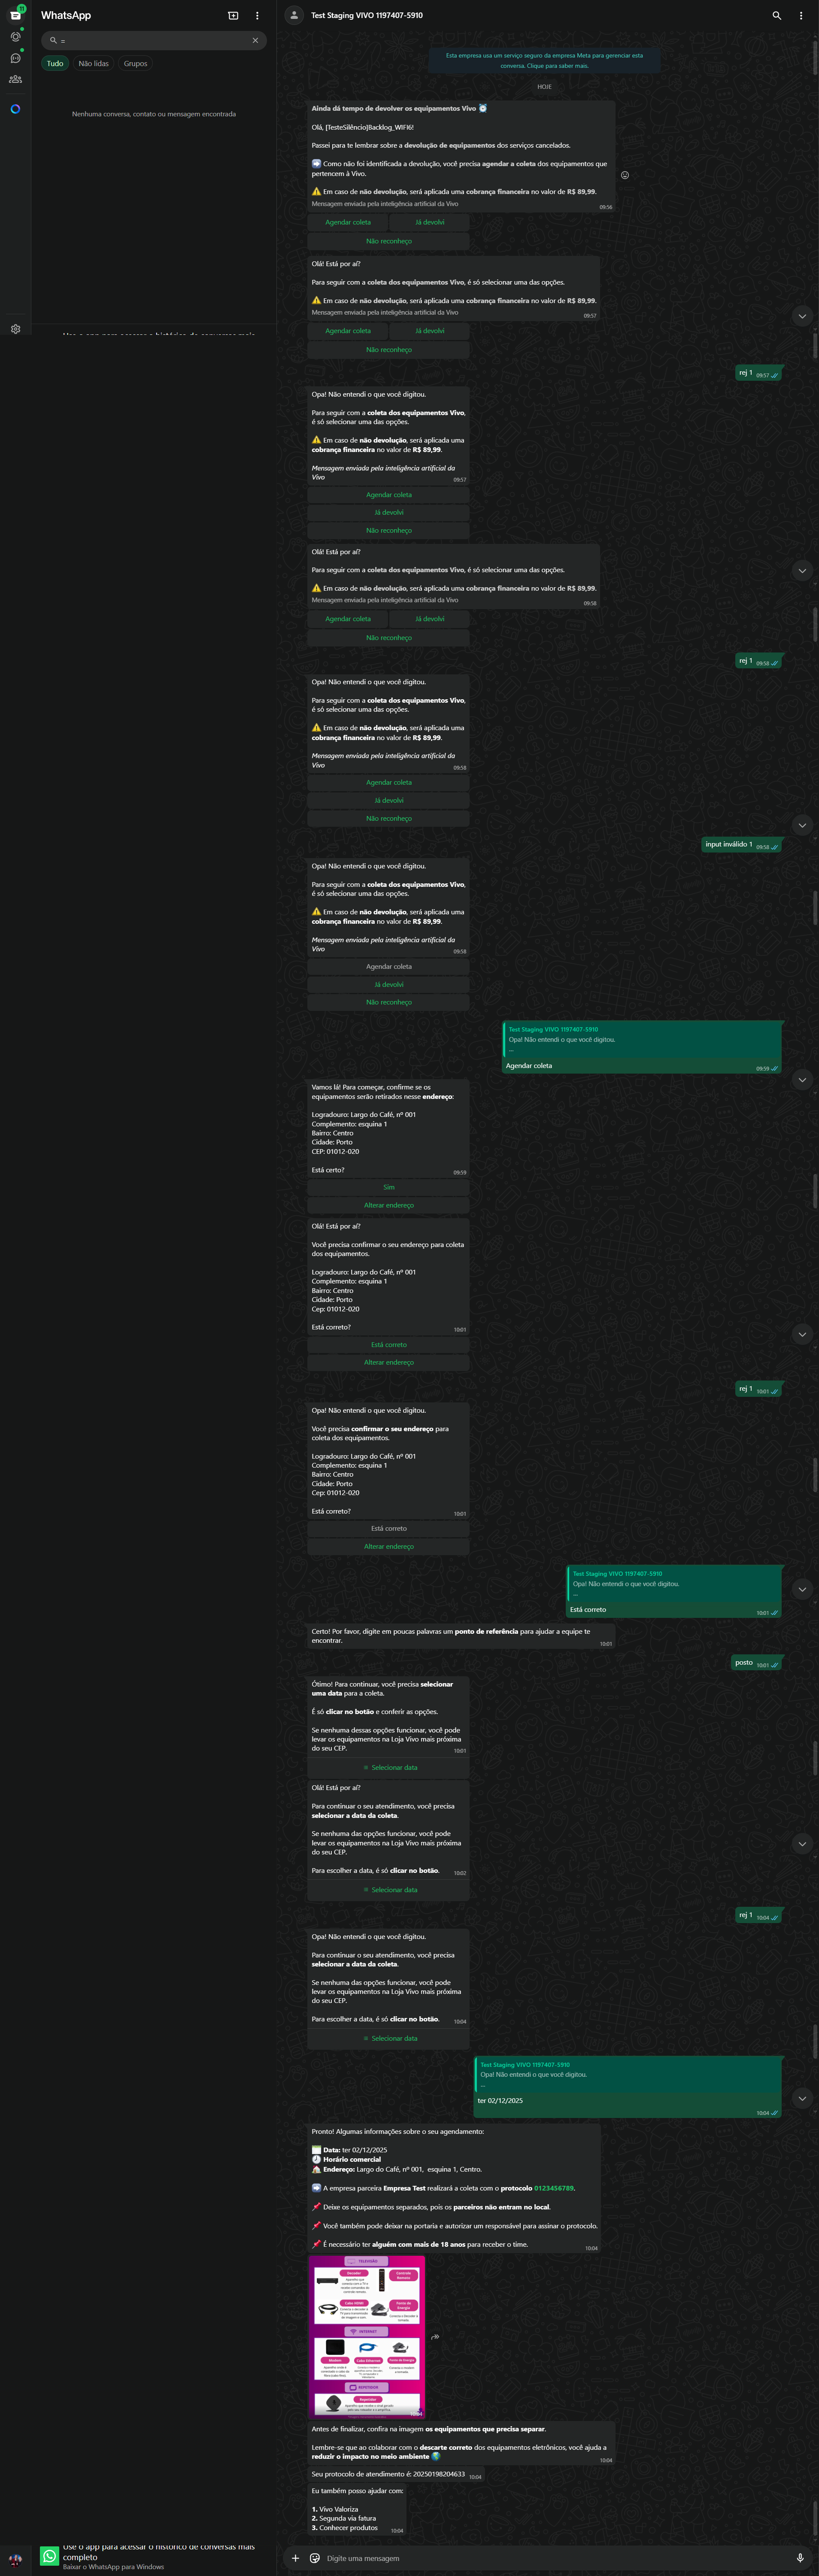 WhatsApp
=
Tudo
Não lidas
Grupos
Nenhuma conversa, contato ou mensagem encontrada
Test Staging VIVO 1197407-5910
Esta empresa usa um serviço seguro da empresa Meta para gerenciar esta
conversa. Clique para saber mais.
HOJE
Ainda dá tempo de devolver os equipamentos Vivo ⏰
Olá, [TesteSilêncio]Backlog_WIFI6!
Passei para te lembrar sobre a devolução de equipamentos dos serviços cancelados.
➡️ Como não foi identificada a devolução, você precisa agendar a coleta dos equipamentos que
pertencem à Vivo.
⚠️ Em caso de não devolução, será aplicada uma cobrança financeira no valor de R$ 89,99.
Mensagem enviada pela inteligência artificial da Vivo
09:56
Agendar coleta
Já devolvi
Não reconheço
Olá! Está por aí?
Para seguir com a coleta dos equipamentos Vivo, é só selecionar uma das opções.
⚠️ Em caso de não devolução, será aplicada uma cobrança financeira no valor de R$ 89,99.
Mensagem enviada pela inteligência artificial da Vivo
09:57
Agendar coleta
Já devolvi
Não reconheço
rej 1 09:57
Opa! Não entendi o que você digitou.
Para seguir com a coleta dos equipamentos Vivo,
é só selecionar uma das opções.
⚠️ Em caso de não devolução, será aplicada uma
cobrança financeira no valor de R$ 89,99.
Mensagem enviada pela inteligência artificial da
Vivo
09:57
Agendar coleta
Já devolvi
Não reconheço
Olá! Está por aí?
Para seguir com a coleta dos equipamentos Vivo, é só selecionar uma das opções.
⚠️ Em caso de não devolução, será aplicada uma cobrança financeira no valor de R$ 89,99.
Mensagem enviada pela inteligência artificial da Vivo
09:58
Agendar coleta
Já devolvi
Não reconheço
rej 1 09:58
Opa! Não entendi o que você digitou.
Para seguir com a coleta dos equipamentos Vivo,
é só selecionar uma das opções.
⚠️ Em caso de não devolução, será aplicada uma
cobrança financeira no valor de R$ 89,99.
Mensagem enviada pela inteligência artificial da
Vivo
09:58
Agendar coleta
Já devolvi
Não reconheço
input inválido 1 09:58
Opa! Não entendi o que você digitou.
Para seguir com a coleta dos equipamentos Vivo,
é só selecionar uma das opções.
⚠️ Em caso de não devolução, será aplicada uma
cobrança financeira no valor de R$ 89,99.
Mensagem enviada pela inteligência artificial da
Vivo
09:58
Agendar coleta
Já devolvi
Não reconheço
Test Staging VIVO 1197407-5910
Opa! Não entendi o que você digitou.
...
Agendar coleta
09:59
Vamos lá! Para começar, confirme se os
equipamentos serão retirados nesse endereço:
Logradouro: Largo do Café, nº 001
Complemento: esquina 1
Bairro: Centro
Cidade: Porto
CEP: 01012-020
Está certo?
09:59
Sim
Alterar endereço
Olá! Está por aí?
Você precisa confirmar o seu endereço para coleta
dos equipamentos.
Logradouro: Largo do Café, nº 001
Complemento: esquina 1
Bairro: Centro
Cidade: Porto
Cep: 01012-020
Está correto?
10:01
Está correto
Alterar endereço
rej 1 10:01
Opa! Não entendi o que você digitou.
Você precisa confirmar o seu endereço para
coleta dos equipamentos.
Logradouro: Largo do Café, nº 001
Complemento: esquina 1
Bairro: Centro
Cidade: Porto
Cep: 01012-020
Está correto?
10:01
Está correto
Alterar endereço
Test Staging VIVO 1197407-5910
Opa! Não entendi o que você digitou.
...
Está correto
10:01
Certo! Por favor, digite em poucas palavras um ponto de referência para ajudar a equipe te
encontrar.
10:01
posto 10:01
Ótimo! Para continuar, você precisa selecionar
uma data para a coleta.
É só clicar no botão e conferir as opções.
Se nenhuma dessas opções funcionar, você pode
levar os equipamentos na Loja Vivo mais próxima
do seu CEP.
10:01
Selecionar data
Olá! Está por aí?
Para continuar o seu atendimento, você precisa
selecionar a data da coleta.
Se nenhuma das opções funcionar, você pode
levar os equipamentos na Loja Vivo mais próxima
do seu CEP.
Para escolher a data, é só clicar no botão.
10:02
Selecionar data
rej 1 10:04
Opa! Não entendi o que você digitou.
Para continuar o seu atendimento, você precisa
selecionar a data da coleta.
Se nenhuma das opções funcionar, você pode
levar os equipamentos na Loja Vivo mais próxima
do seu CEP.
Para escolher a data, é só clicar no botão.
10:04
Selecionar data
Test Staging VIVO 1197407-5910
Opa! Não entendi o que você digitou.
...
ter 02/12/2025
10:04
Pronto! Algumas informações sobre o seu agendamento:
Data: ter 02/12/2025
Horário comercial
Endereço: Largo do Café, nº 001, esquina 1, Centro.
➡️ A empresa parceira Empresa Test realizará a coleta com o protocolo 0123456789.
📌 Deixe os equipamentos separados, pois os parceiros não entram no local.
📌 Você também pode deixar na portaria e autorizar um responsável para assinar o protocolo.
📌 É necessário ter alguém com mais de 18 anos para receber o time.
10:04
TELEVISÃO
Decoder
Controle
Remoto
Cabo HDMI
Fonte de
Energia
INTERNET
Modem
Cabo Ethernet
Fonte de Energia
REPETIDOR
Repetidor
10:04
Antes de finalizar, confira na imagem os equipamentos que precisa separar.
Lembre-se que ao colaborar com o descarte correto dos equipamentos eletrônicos, você ajuda a
reduzir o impacto no meio ambiente 🌎
10:04
Seu protocolo de atendimento é: 20250198204633 10:04
Eu também posso ajudar com:
1. Vivo Valoriza
2. Segunda via fatura
3. Conhecer produtos
10:04
Use o app para acessar o histórico de conversas mais
completo
Baixar o WhatsApp para Windows
Digite uma mensagem